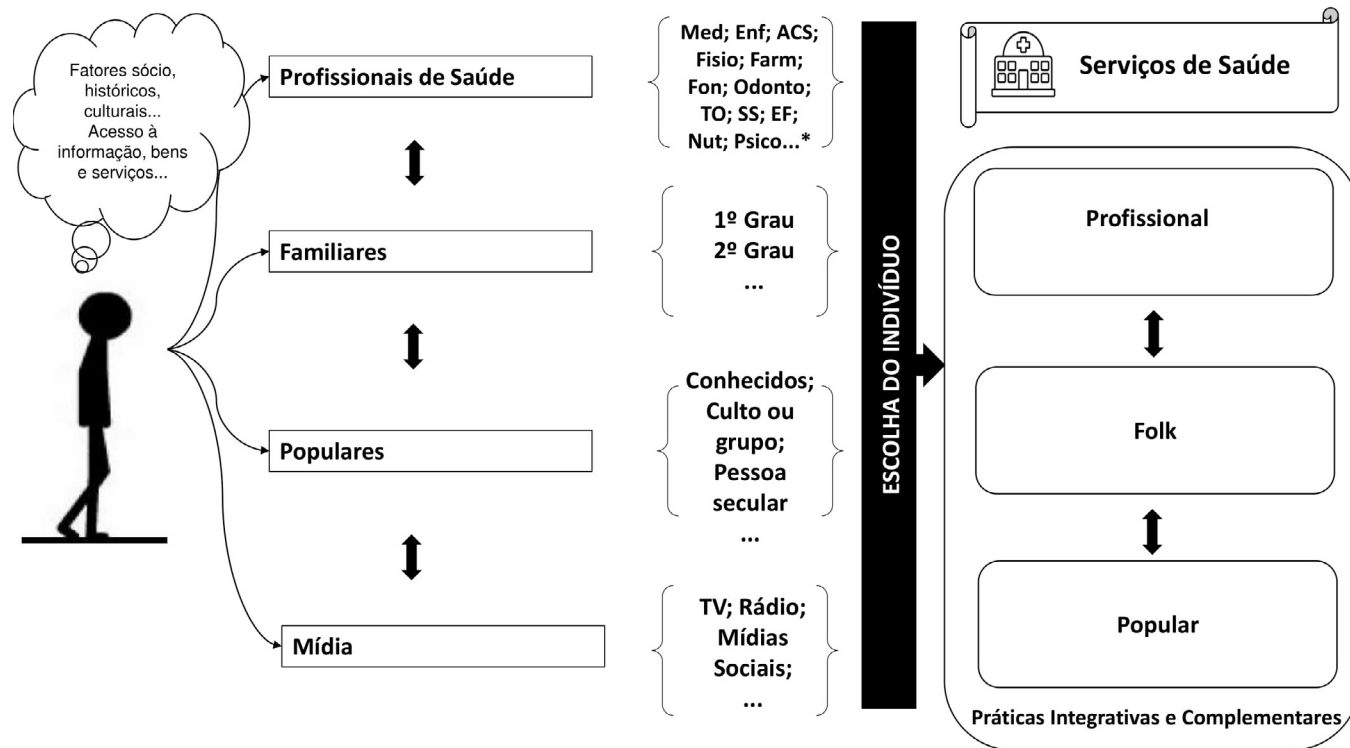 Fatores sócio,
históricos,
culturais...
Acesso à
informação, bens
e serviços...
Profissionais de Saúde
Familiares
Populares
Mídia
Med; Enf; ACS;
Fisio; Farm;
Fon; Odonto;
TO; SS; EF;
Nut; Psico...*
1º Grau
2º Grau
...
Conhecidos;
Culto ou
grupo;
Pessoa
secular
...
TV; Rádio;
Mídias
Sociais;
...
ESCOLHA DO INDIVÍDUO
Serviços de Saúde
Profissional
Folk
Popular
Práticas Integrativas e Complementares